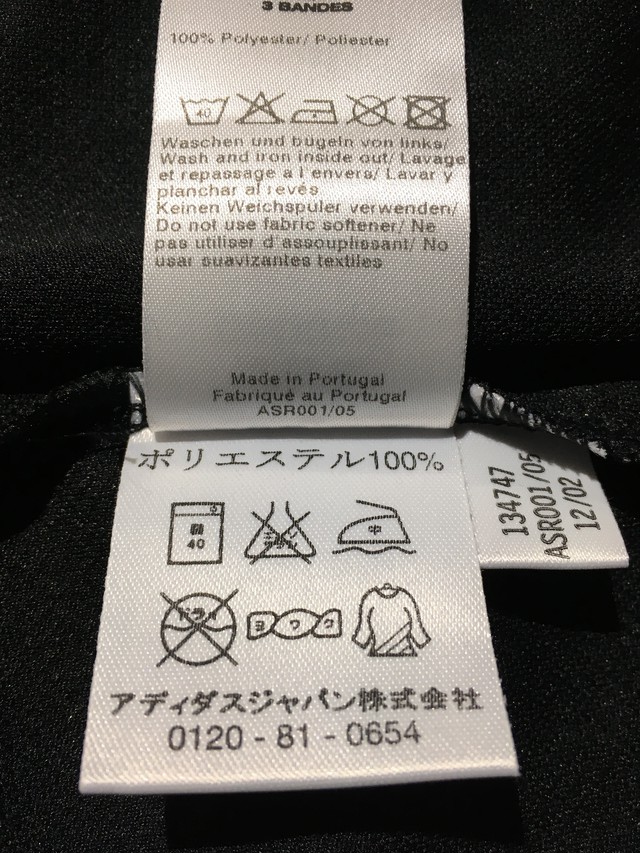 3 BANDES
100% Polyester/ Poliester
40
Waschen und bügeln von links/
Wash and iron inside out/ Lavage
et repassage a l'envers/ Lavar y
planchar al revés
Keinen Weichspuler verwenden/
Do not use fabric softener/ Ne
pas utiliser d'assouplissant/ No
usar suavizantes textiles
Made in Portugal
Fabriqué au Portugal
ASR001/05
ポリエステル100%
40
中
ドライ
ヨワク
アディダスジャパン株式会社
0120 - 81 - 0654
134747
ASR001/05
12/02